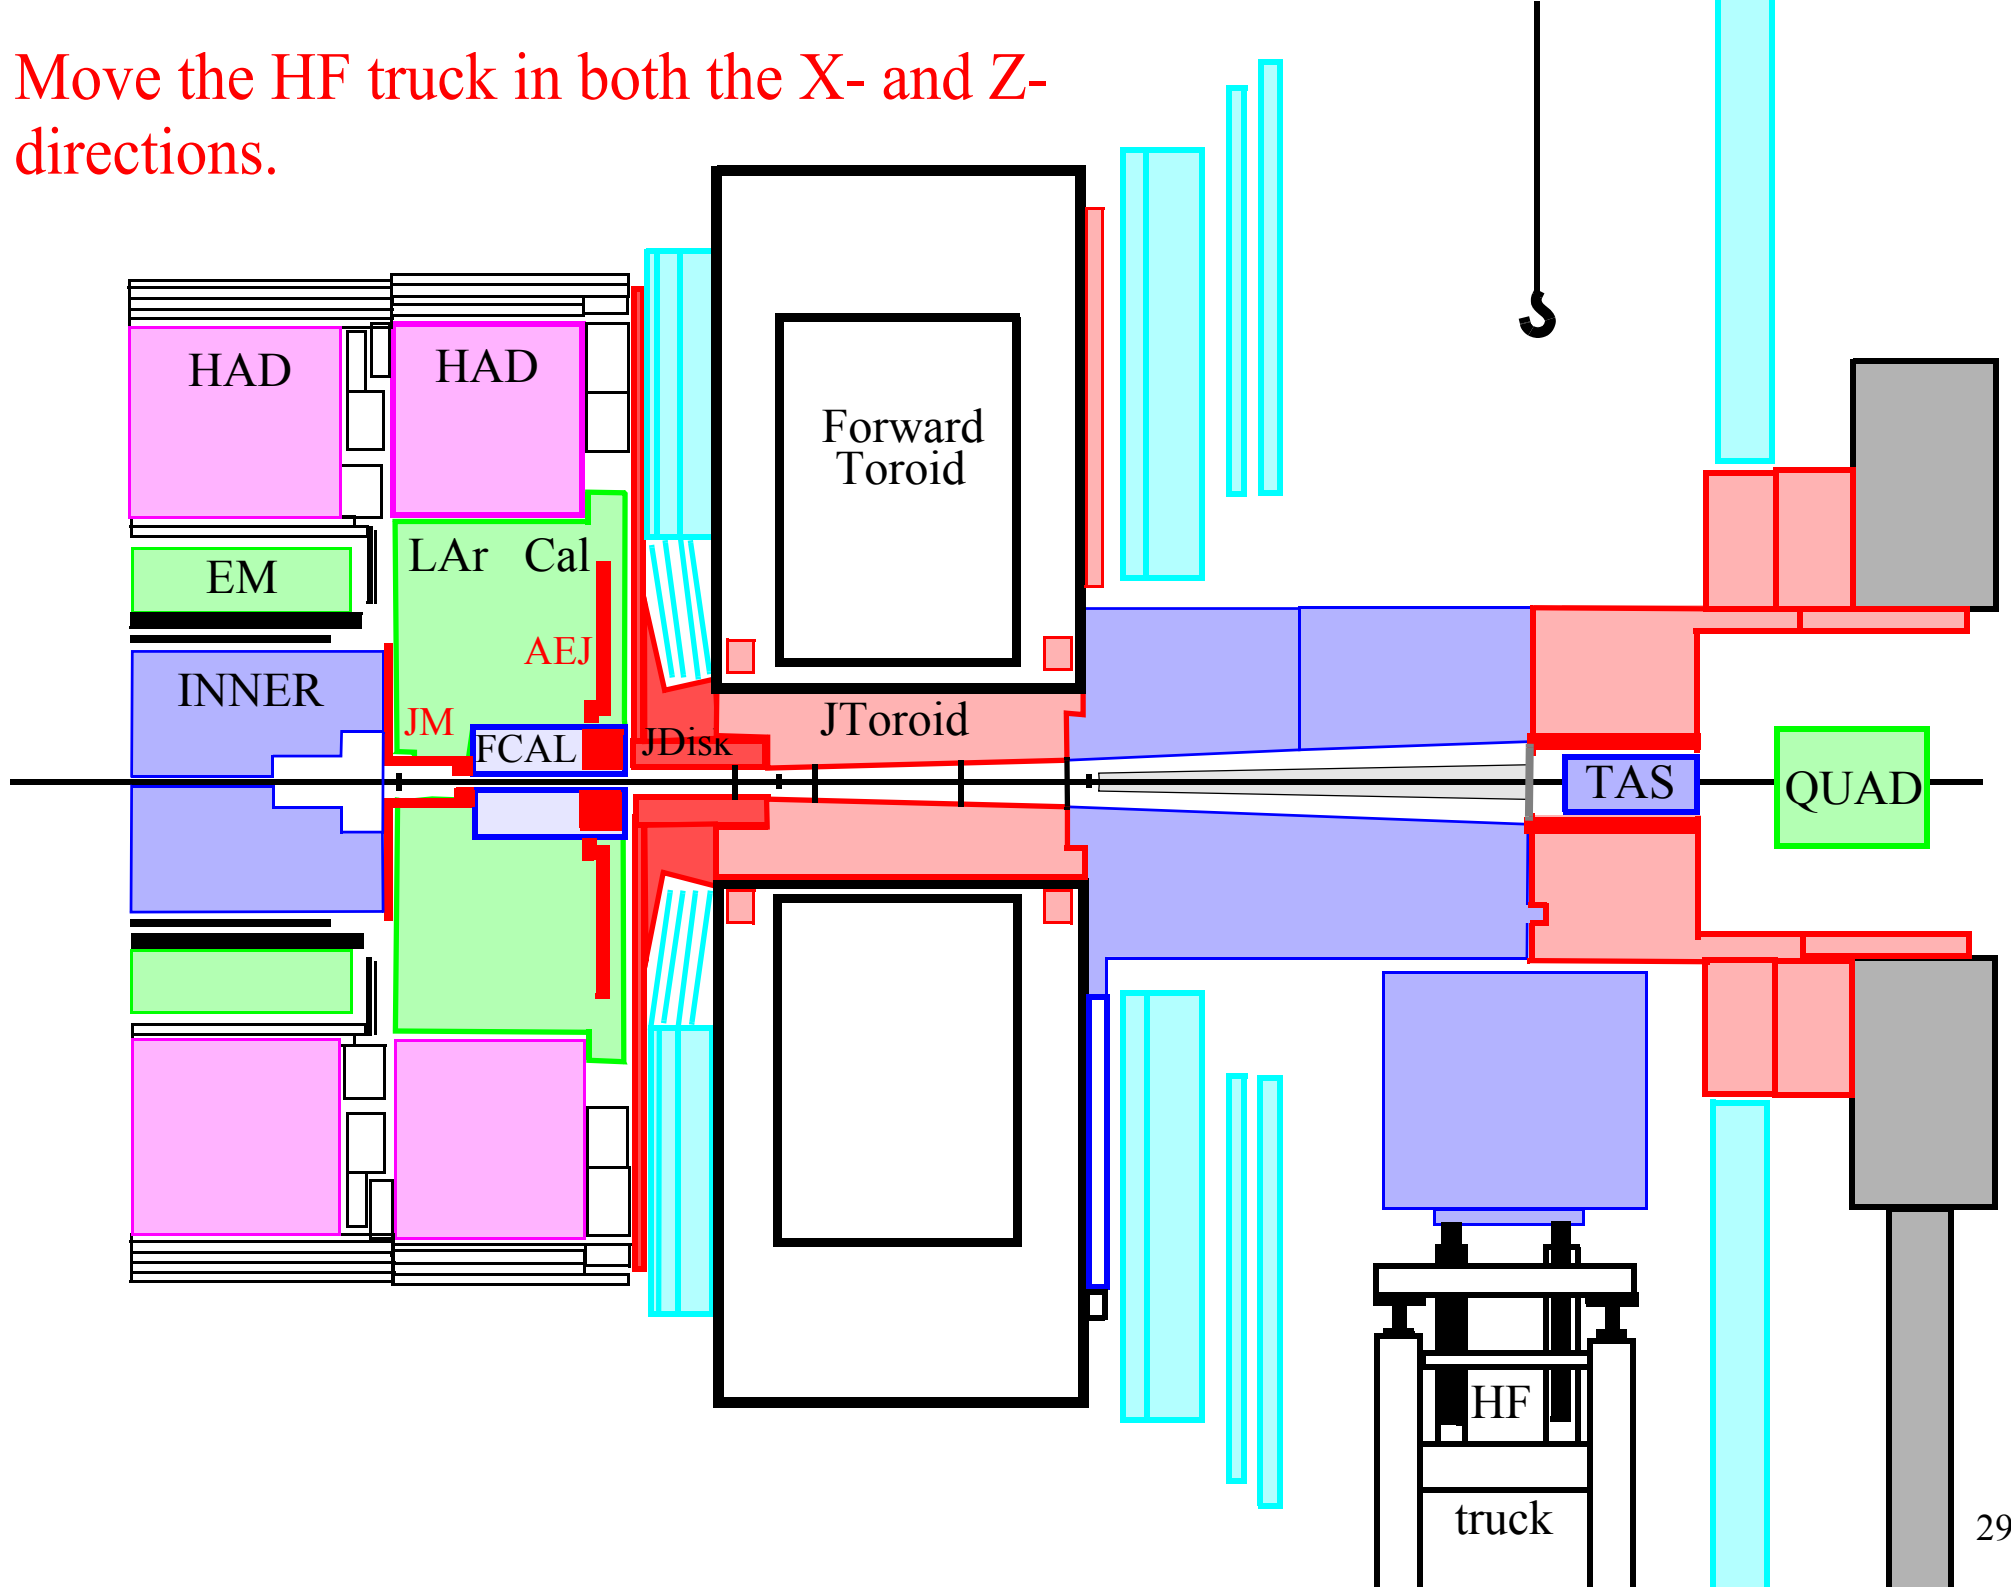 Move the HF truck in both the X- and Z-
directions.
HAD
HAD
Forward
Toroid
LAr Cal
EM
AEJ
INNER
JM
FCAL
JDisk
JToroid
TAS
QUAD
HF
truck
29